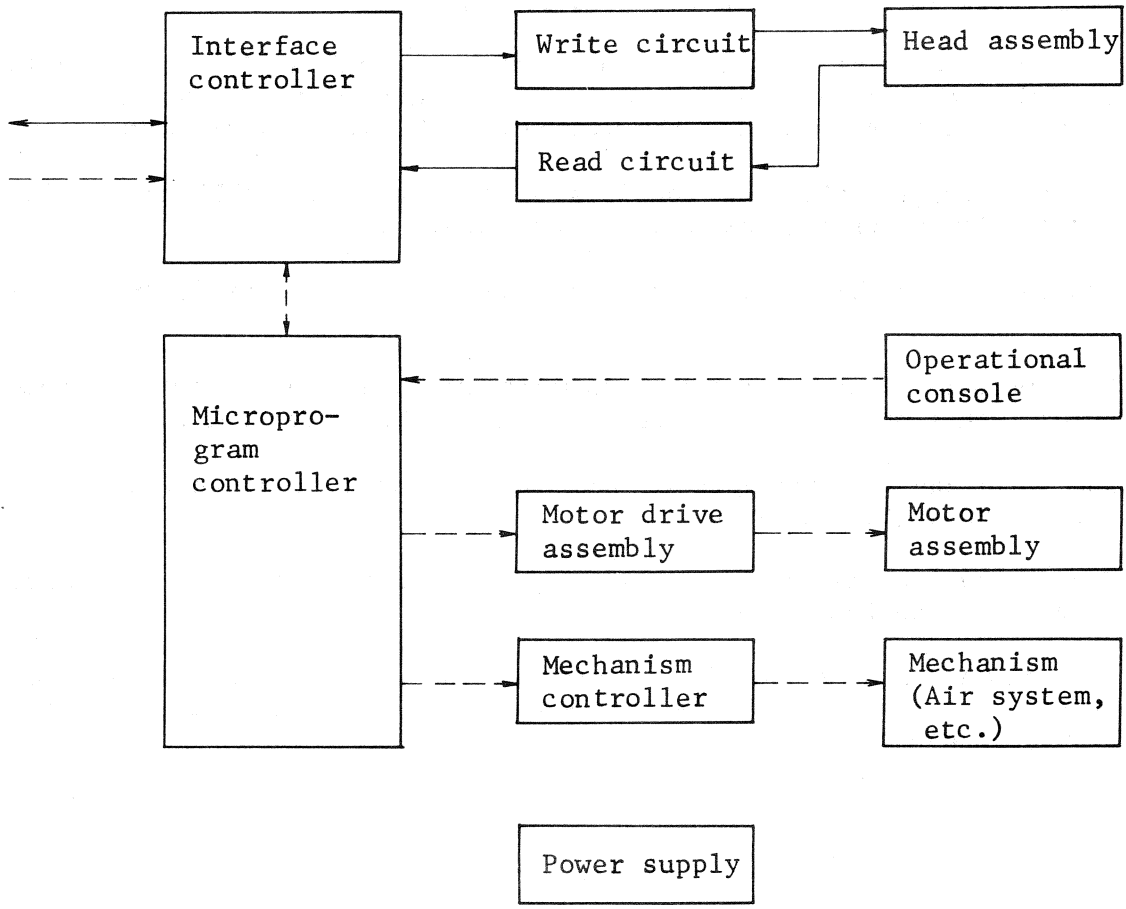 Interface
controller
Write circuit
Head assembly
Read circuit
Micropro-
gram
controller
Operational
console
Motor drive
assembly
Motor
assembly
Mechanism
controller
Mechanism
(Air system,
etc.)
Power supply